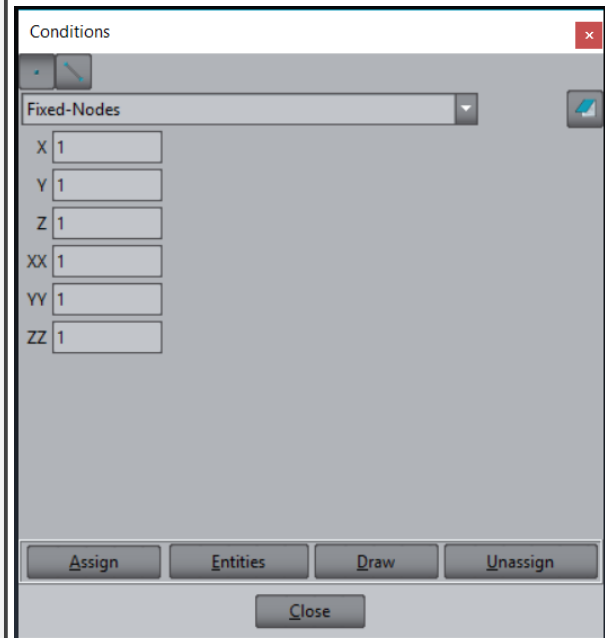 Conditions
Fixed-Nodes
X 1
Y 1
Z 1
XX 1
YY 1
ZZ 1
Assign Entities Draw Unassign
Close